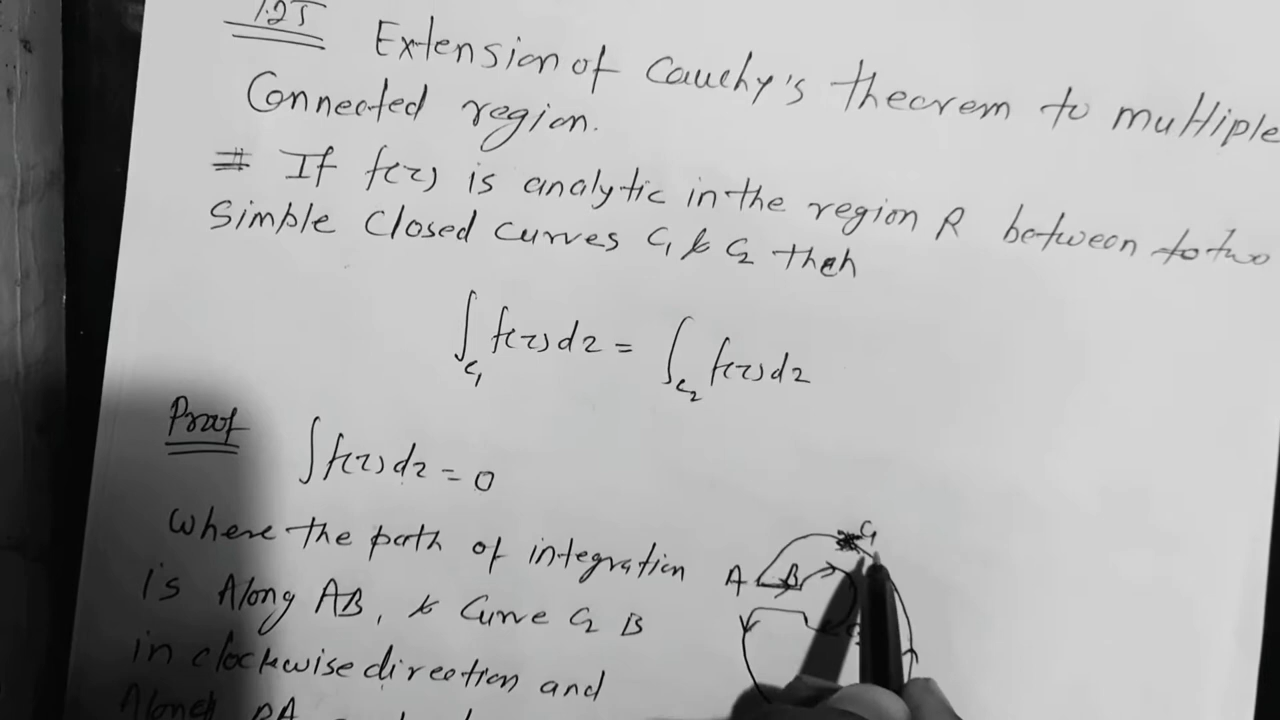 1.25 Extension of Cauchy's theorem to multiple
Connected region.
# If f(z) is analytic in the region R between to two
Simple Closed curves C₁ & C₂ then
∫C₁ f(z)dz = ∫C₂ f(z)dz
Proof ∫f(z)dz = 0
Where the path of integration
is Along AB, & Curve C₂ B
in clockwise direction and
Along BA
A B C₁